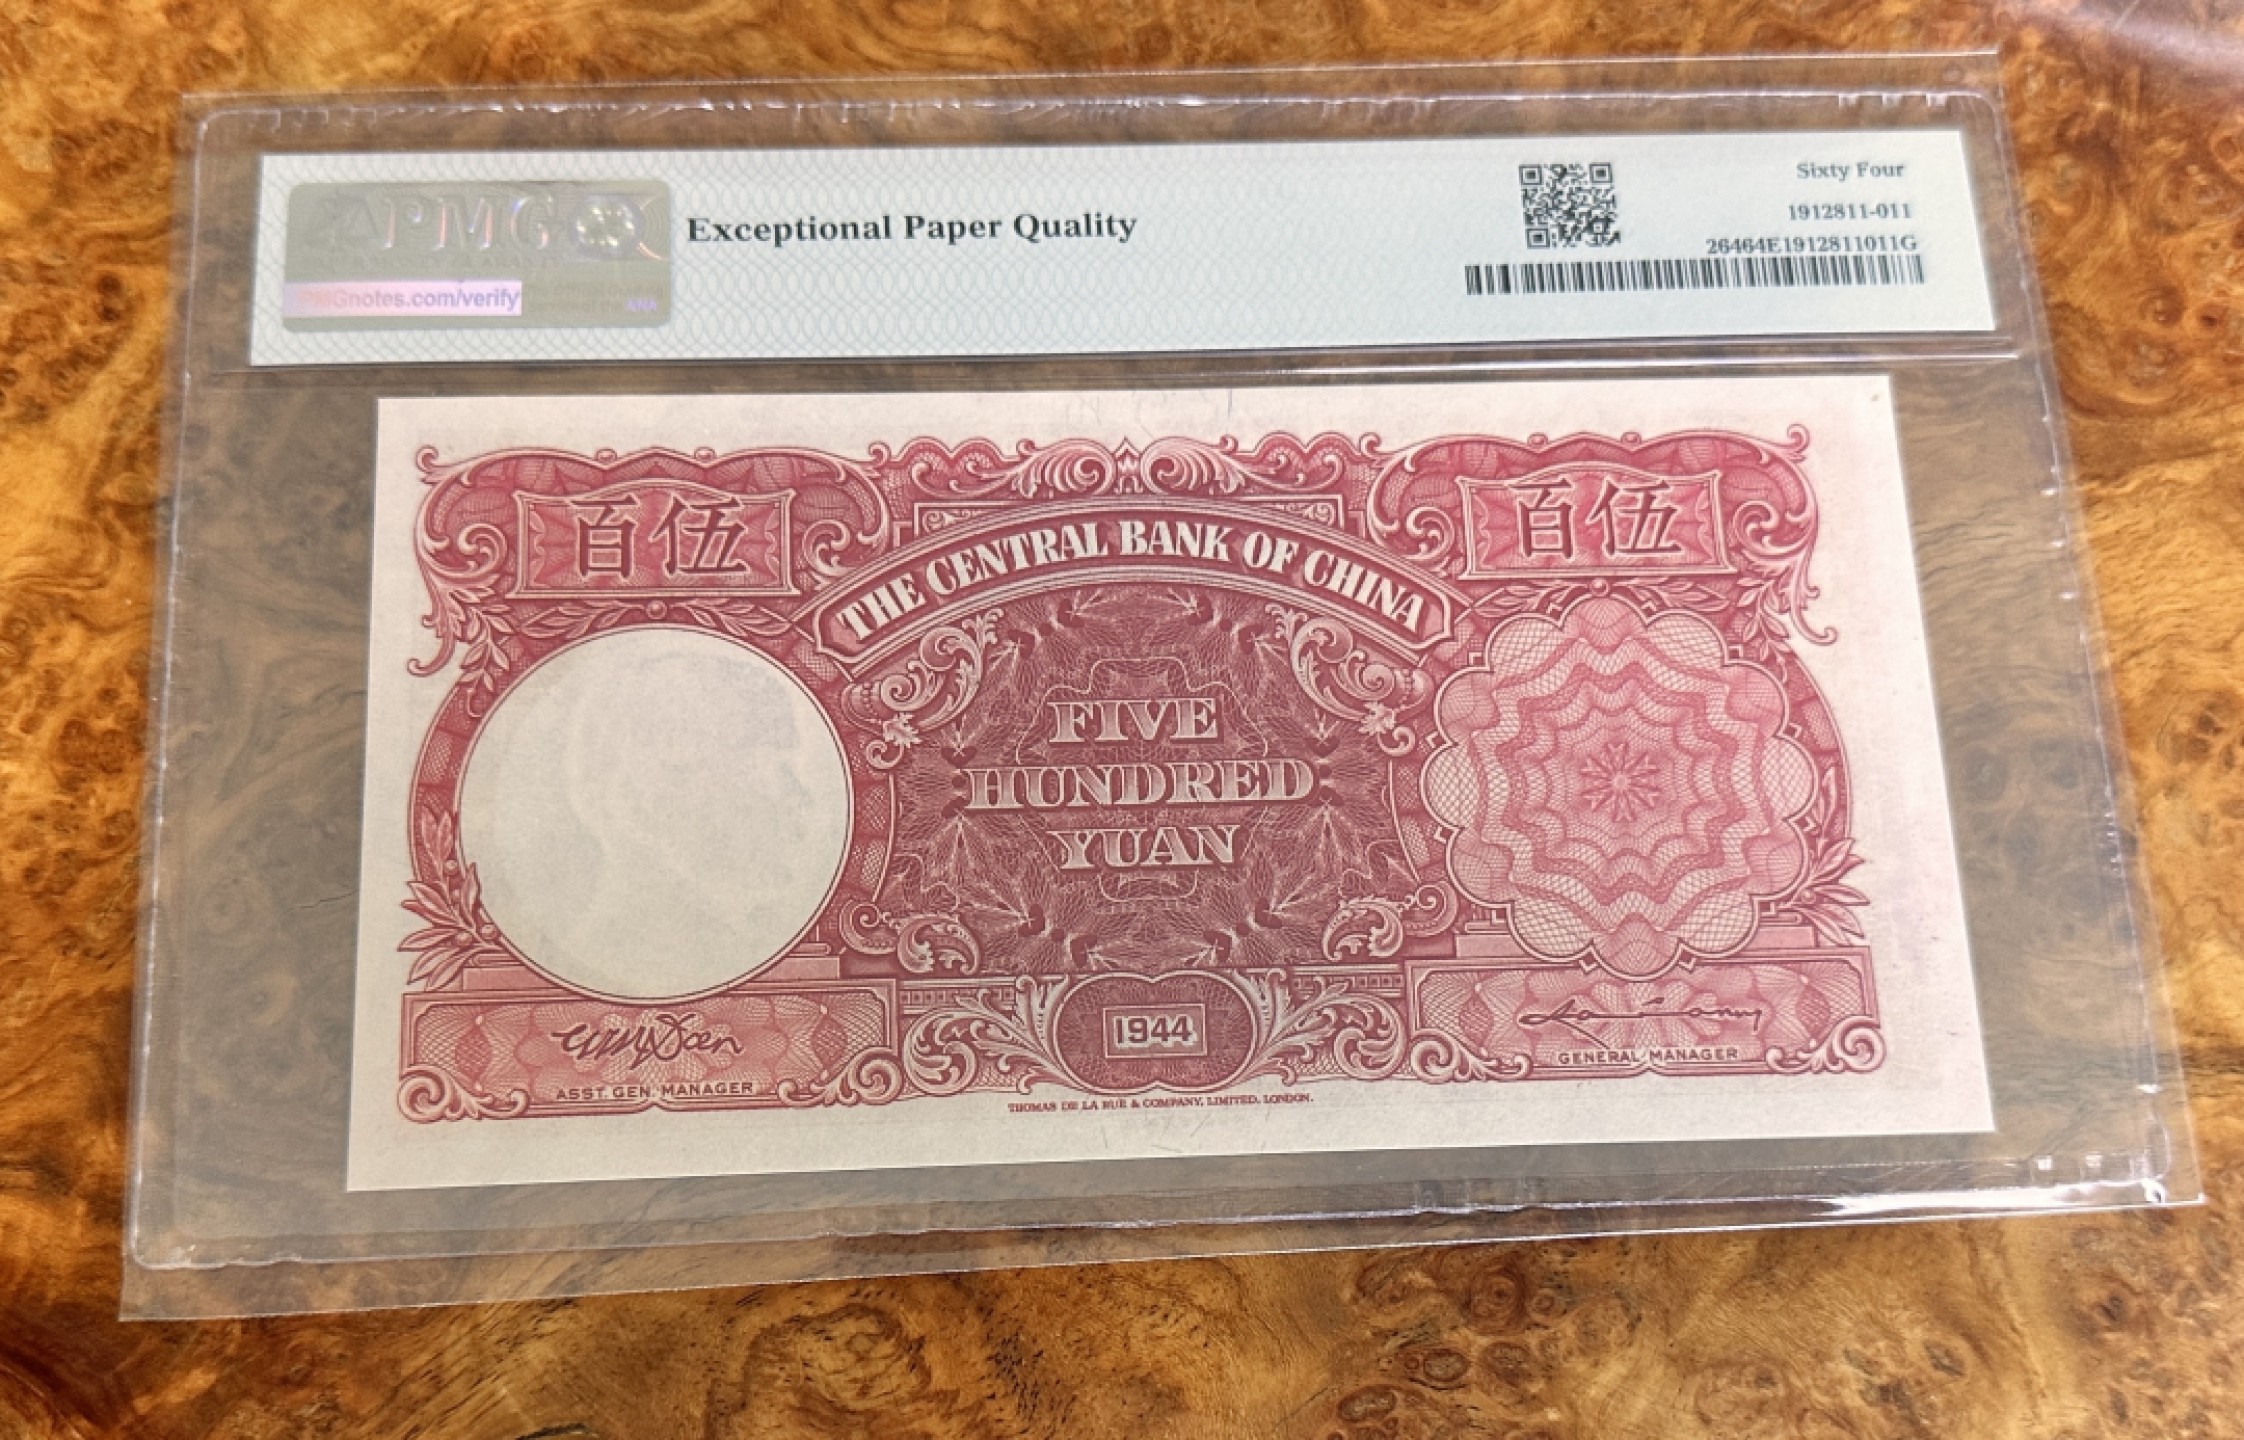 PMG
Exceptional Paper Quality
PMGnotes.com/verify
Sixty Four
1912811-011
26464E1912811011G
百伍
百伍
THE CENTRAL BANK OF CHINA
FIVE
HUNDRED
YUAN
1944
ASST. GEN. MANAGER
GENERAL MANAGER
THOMAS DE LA RUE & COMPANY, LIMITED, LONDON.